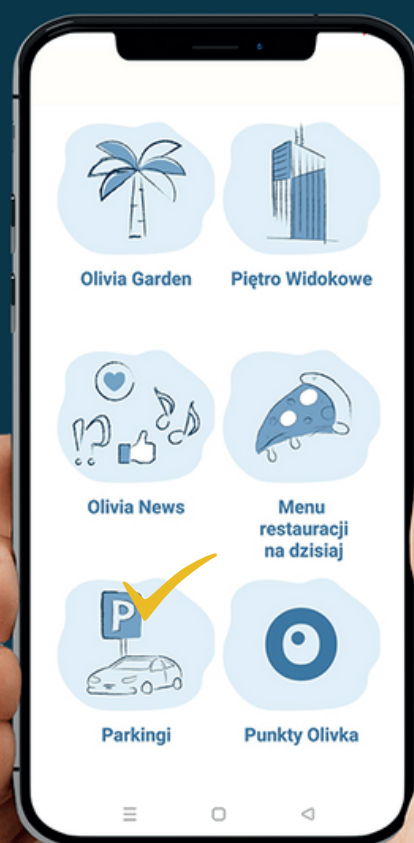 Olivia Garden
Piętro Widokowe
Olivia News
Menu
restauracji
na dzisiaj
P
Parkingi
Punkty Olivka